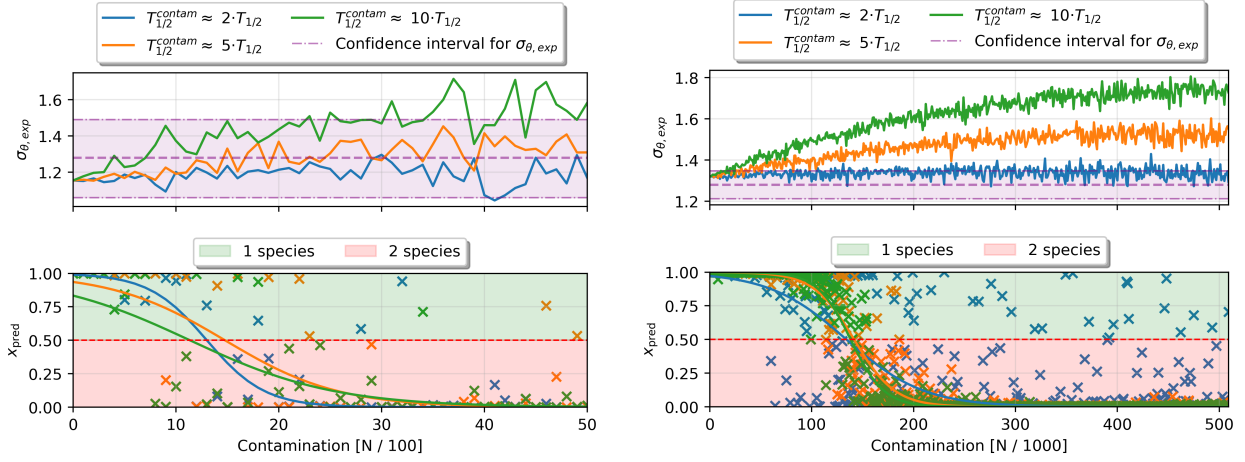 T_{1/2}^{contam} ≈ 2·T_{1/2}
T_{1/2}^{contam} ≈ 10·T_{1/2}
T_{1/2}^{contam} ≈ 5·T_{1/2}
Confidence interval for σ_{θ,exp}
σ_{θ,exp}
1.6
1.4
1.2
1 species
2 species
x_{pred}
1.00
0.75
0.50
0.25
0.00
0 10 20 30 40 50
Contamination [N / 100]
T_{1/2}^{contam} ≈ 2·T_{1/2}
T_{1/2}^{contam} ≈ 10·T_{1/2}
T_{1/2}^{contam} ≈ 5·T_{1/2}
Confidence interval for σ_{θ,exp}
σ_{θ,exp}
1.8
1.6
1.4
1.2
1 species
2 species
x_{pred}
1.00
0.75
0.50
0.25
0.00
0 100 200 300 400 500
Contamination [N / 1000]